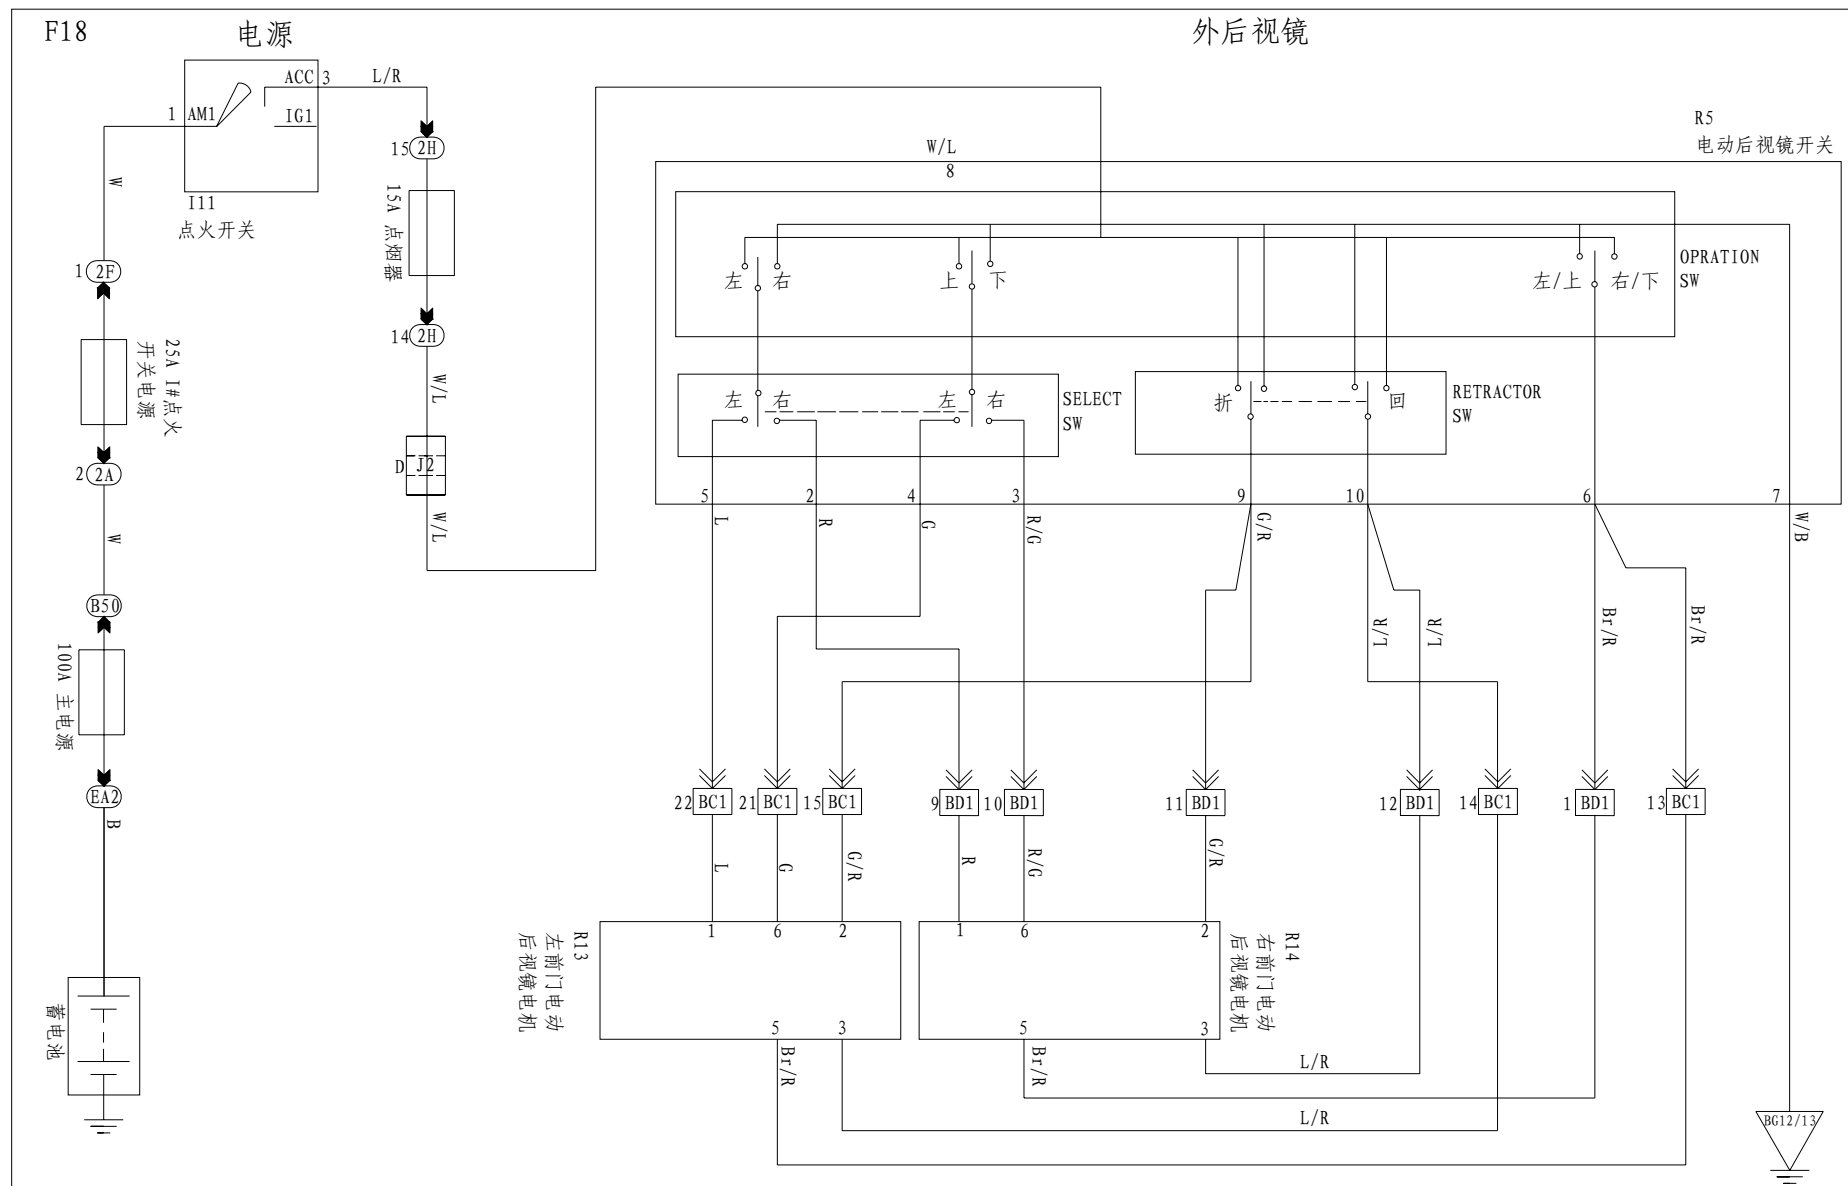 F18
电源
外后视镜
ACC 3
L/R
1 AM1
IG1
I11
点火开关
W
1 2F
25A I#点火
开关电源
2 2A
W
B50
100A 主电源
EA2
B
蓄电池
15 2H
15A 点烟器
14 2H
W/L
D J2
W/L
R5
电动后视镜开关
W/L
8
左 右
上 下
左/上 右/下
OPRATION
SW
左 右
左 右
SELECT
SW
折 回
RETRACTOR
SW
5 2 4 3 9 10 6 7
L R G R/G G/R W/B
L/R L/R Br/R Br/R
22 BC1 21 BC1 15 BC1 9 BD1 10 BD1 11 BD1 12 BD1 14 BC1 1 BD1 13 BC1
L G G/R R R/G G/R
1 6 2
R13
左前门电动
后视镜电机
5 3
1 6 2
R14
右前门电动
后视镜电机
5 3
Br/R
Br/R
L/R
L/R
BG12/13